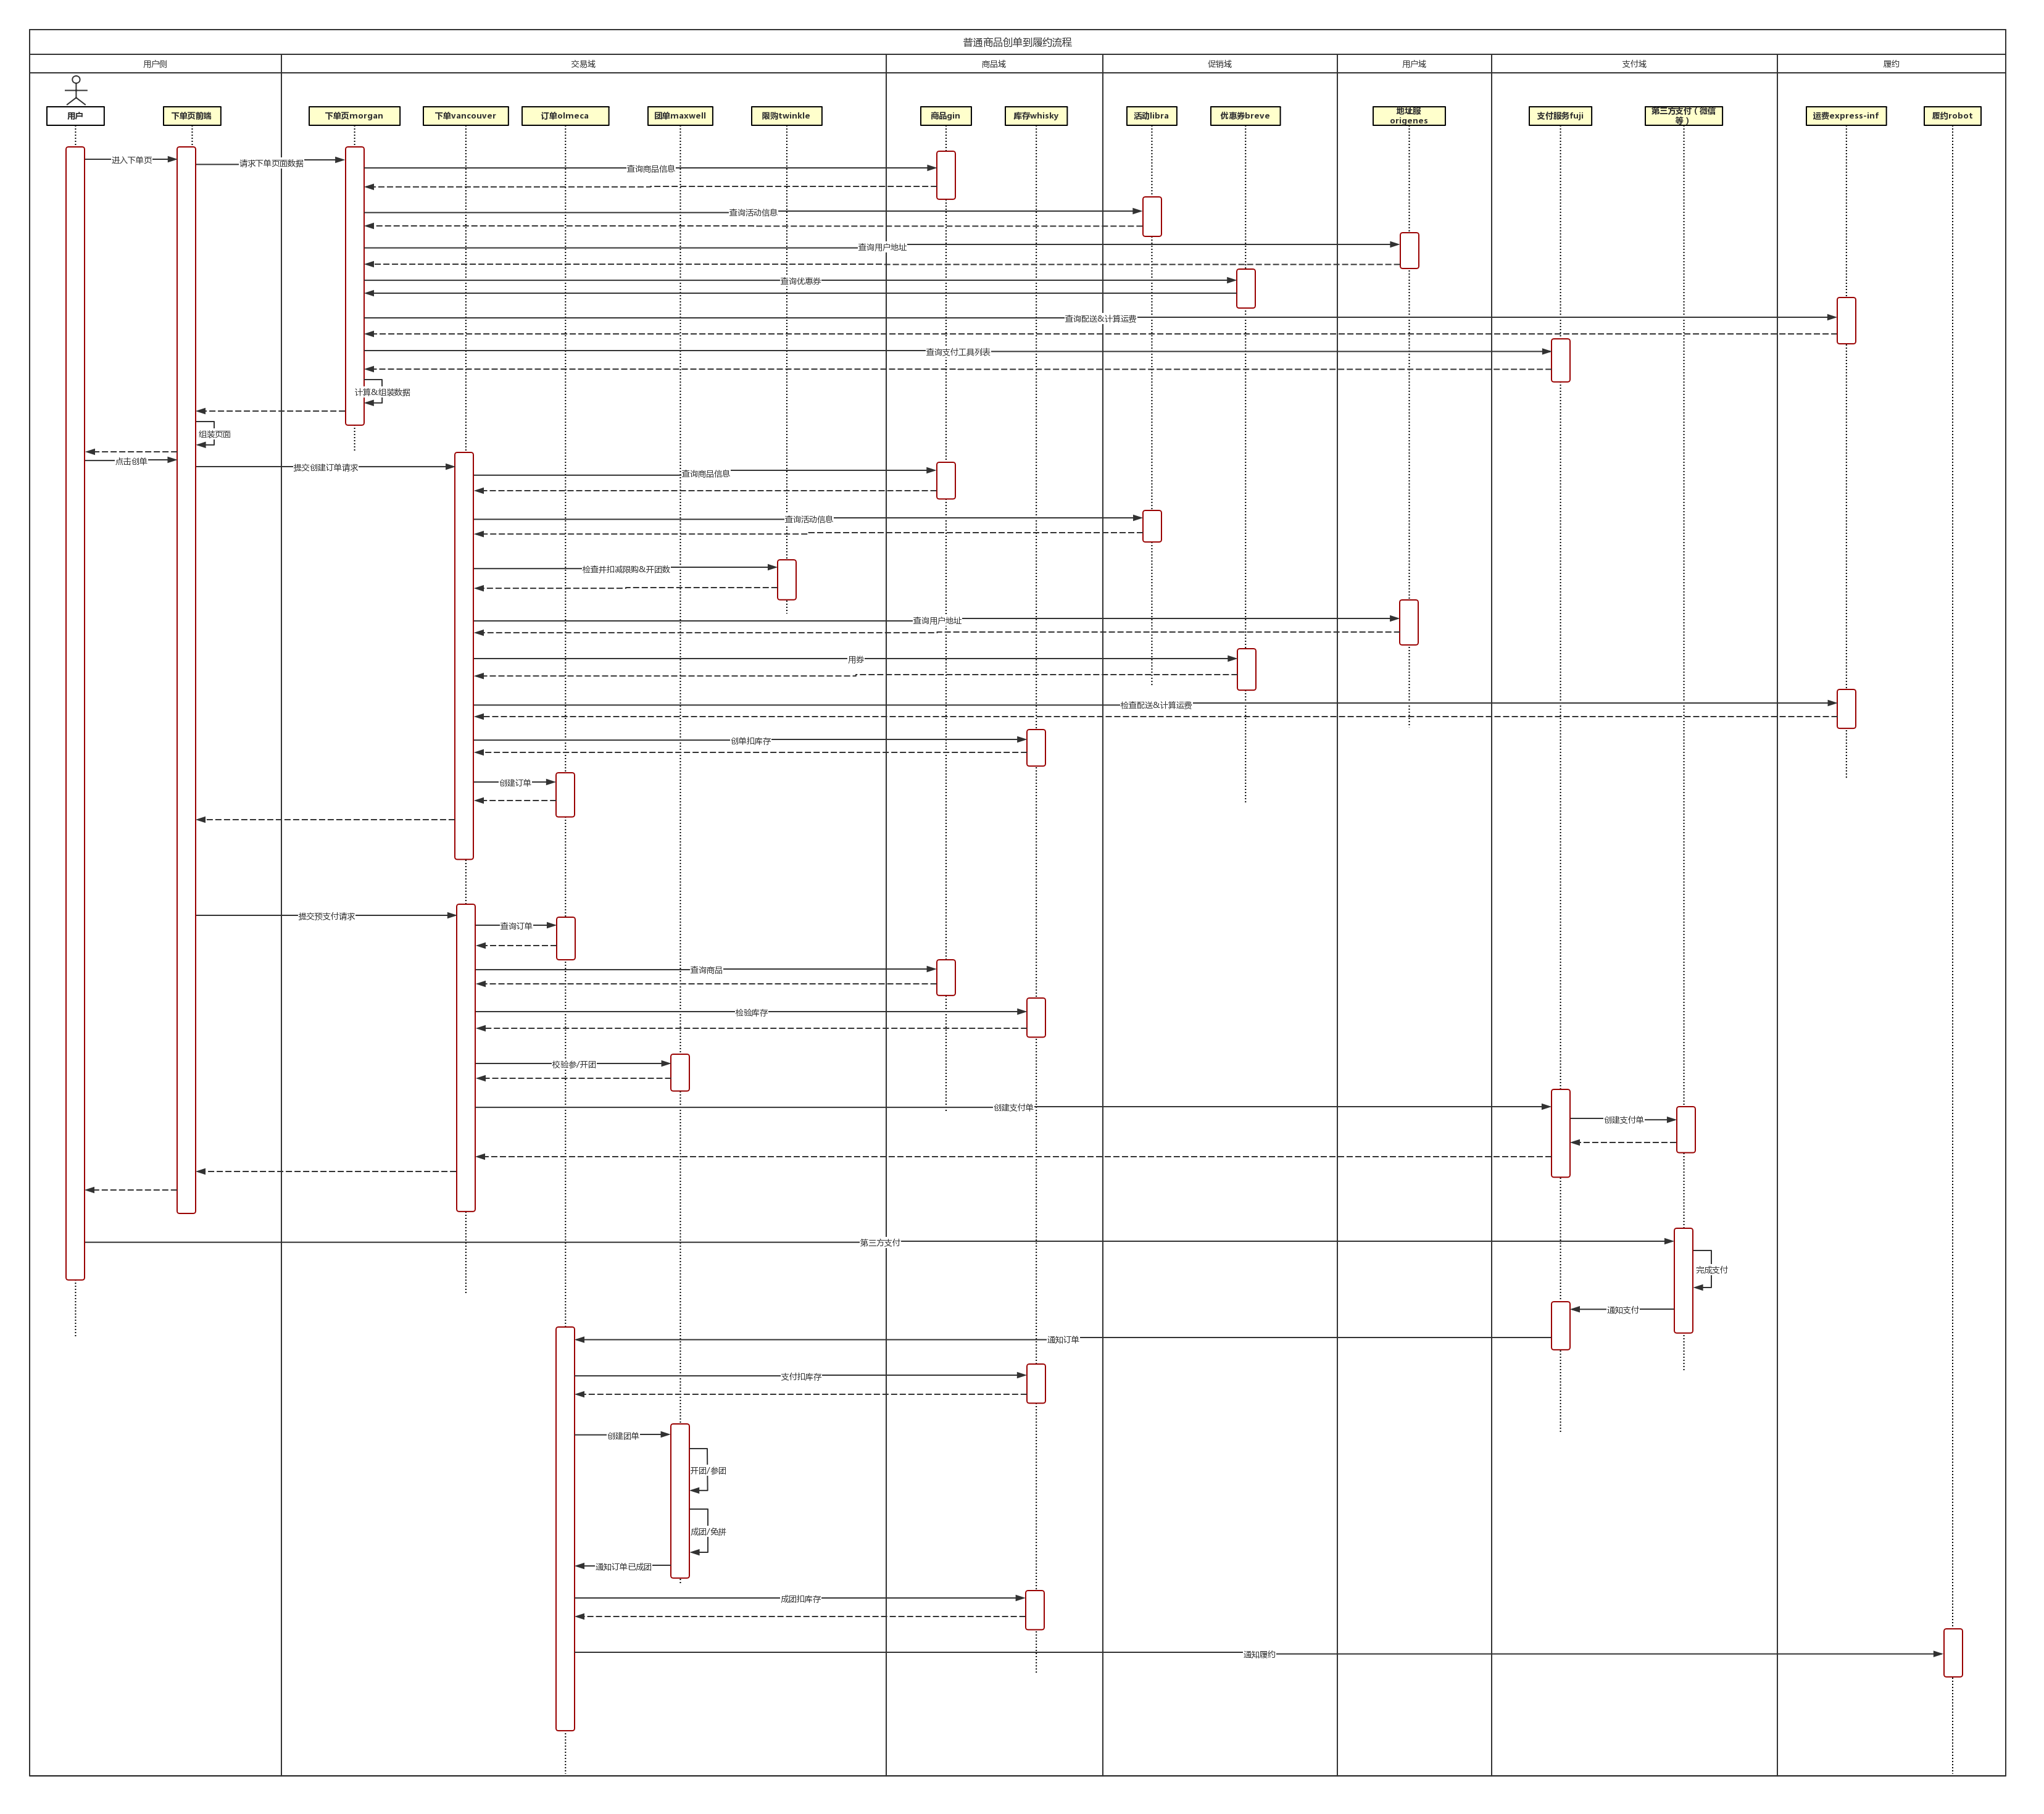 普通商品创单到履约流程
用户侧
交易域
商品域
促销域
用户域
支付域
履约
用户
下单页前端
下单页morgan
下单vancouver
订单olmeca
团单maxwell
限购twinkle
商品gin
库存whisky
活动libra
优惠券breve
地址服
origenes
支付服务fuji
第三方支付（微信
等）
运费express-inf
履约robot
进入下单页
请求下单页面数据
查询商品信息
查询活动信息
查询用户地址
查询优惠券
查询配送&计算运费
查询支付工具列表
计算&组装数据
组装页面
点击创单
提交创建订单请求
查询商品信息
查询活动信息
检查并扣减限购&开团数
查询用户地址
用券
检查配送&计算运费
创单扣库存
创建订单
提交预支付请求
查询订单
查询商品
检验库存
校验参/开团
创建支付单
创建支付单
第三方支付
完成支付
通知支付
通知订单
支付扣库存
创建团单
开团/参团
成团/免拼
通知订单已成团
成团扣库存
通知履约